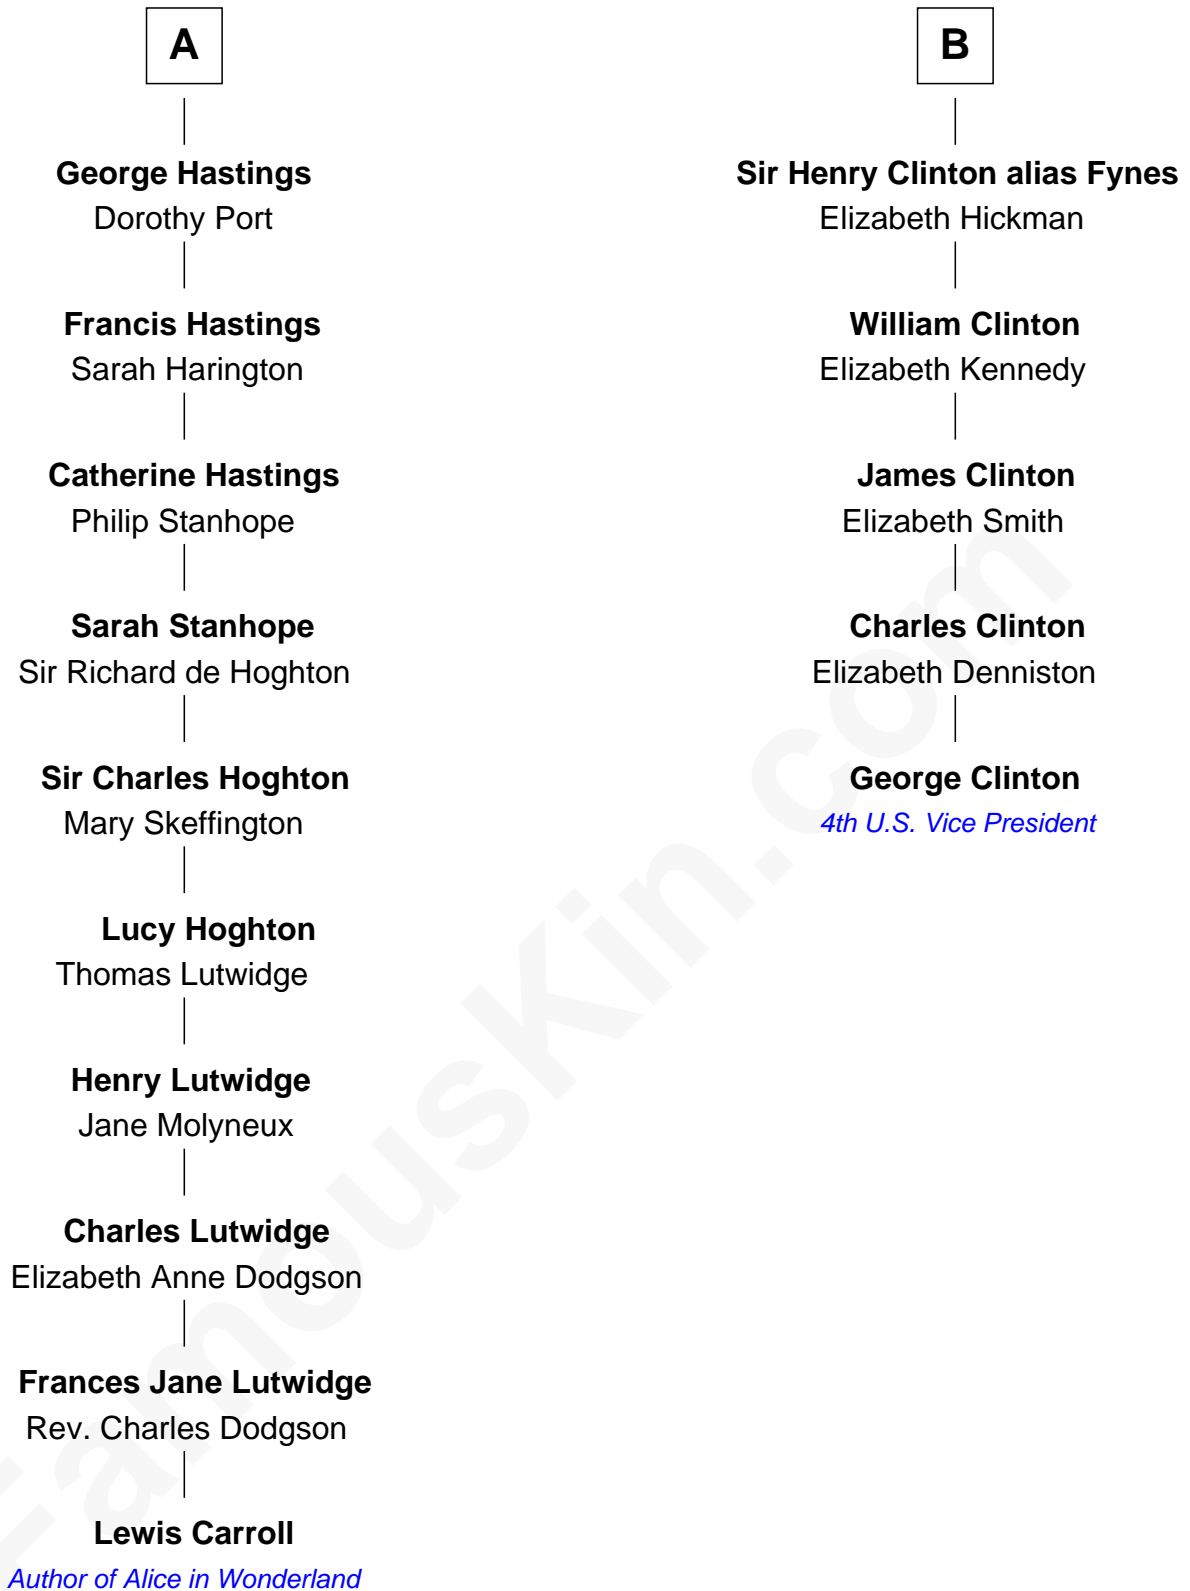 A
George Hastings
Dorothy Port
Francis Hastings
Sarah Harington
Catherine Hastings
Philip Stanhope
Sarah Stanhope
Sir Richard de Hoghton
Sir Charles Hoghton
Mary Skeffington
Lucy Hoghton
Thomas Lutwidge
Henry Lutwidge
Jane Molyneux
Charles Lutwidge
Elizabeth Anne Dodgson
Frances Jane Lutwidge
Rev. Charles Dodgson
Lewis Carroll
Author of Alice in Wonderland
B
Sir Henry Clinton alias Fynes
Elizabeth Hickman
William Clinton
Elizabeth Kennedy
James Clinton
Elizabeth Smith
Charles Clinton
Elizabeth Denniston
George Clinton
4th U.S. Vice President
FamousKin.com